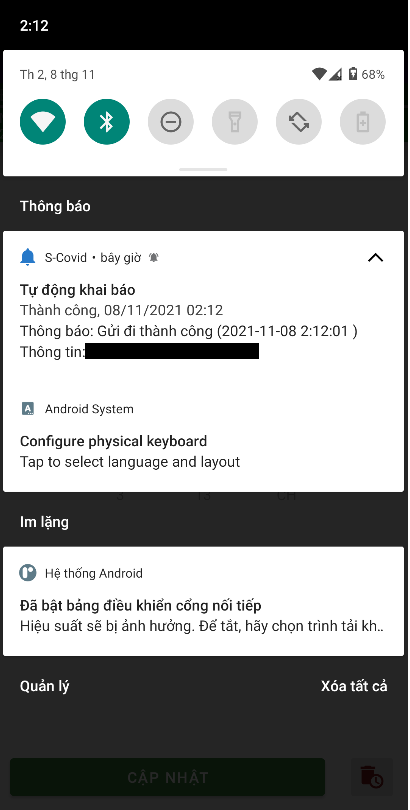 2:12
Th 2, 8 thg 11
68%
Thông báo
S-Covid • bây giờ
Tự động khai báo
Thành công, 08/11/2021 02:12
Thông báo: Gửi đi thành công (2021-11-08 2:12:01 )
Thông tin:
Android System
Configure physical keyboard
Tap to select language and layout
3 13 CH
Im lặng
Hệ thống Android
Đã bật bảng điều khiển cổng nối tiếp
Hiệu suất sẽ bị ảnh hưởng. Để tắt, hãy chọn trình tải kh..
Quản lý
Xóa tất cả
CẬP NHẬT